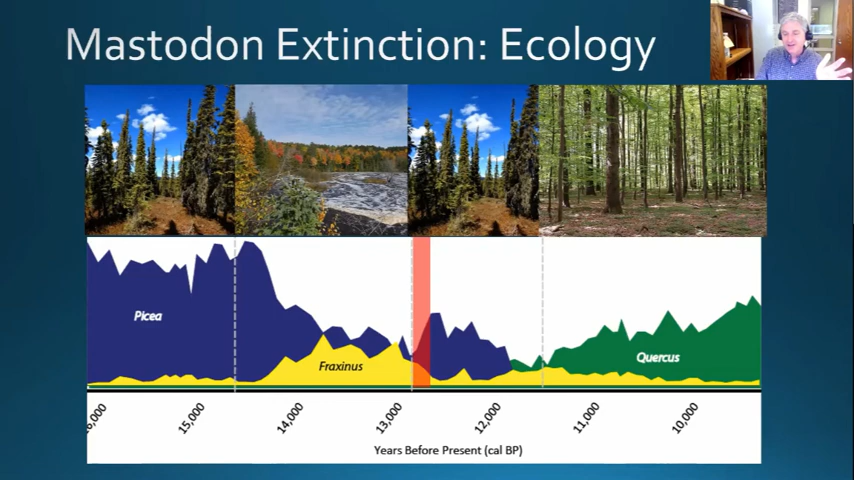 Mastodon Extinction: Ecology
Picea
Fraxinus
Quercus
6,000
15,000
14,000
13,000
12,000
11,000
10,000
Years Before Present (cal BP)